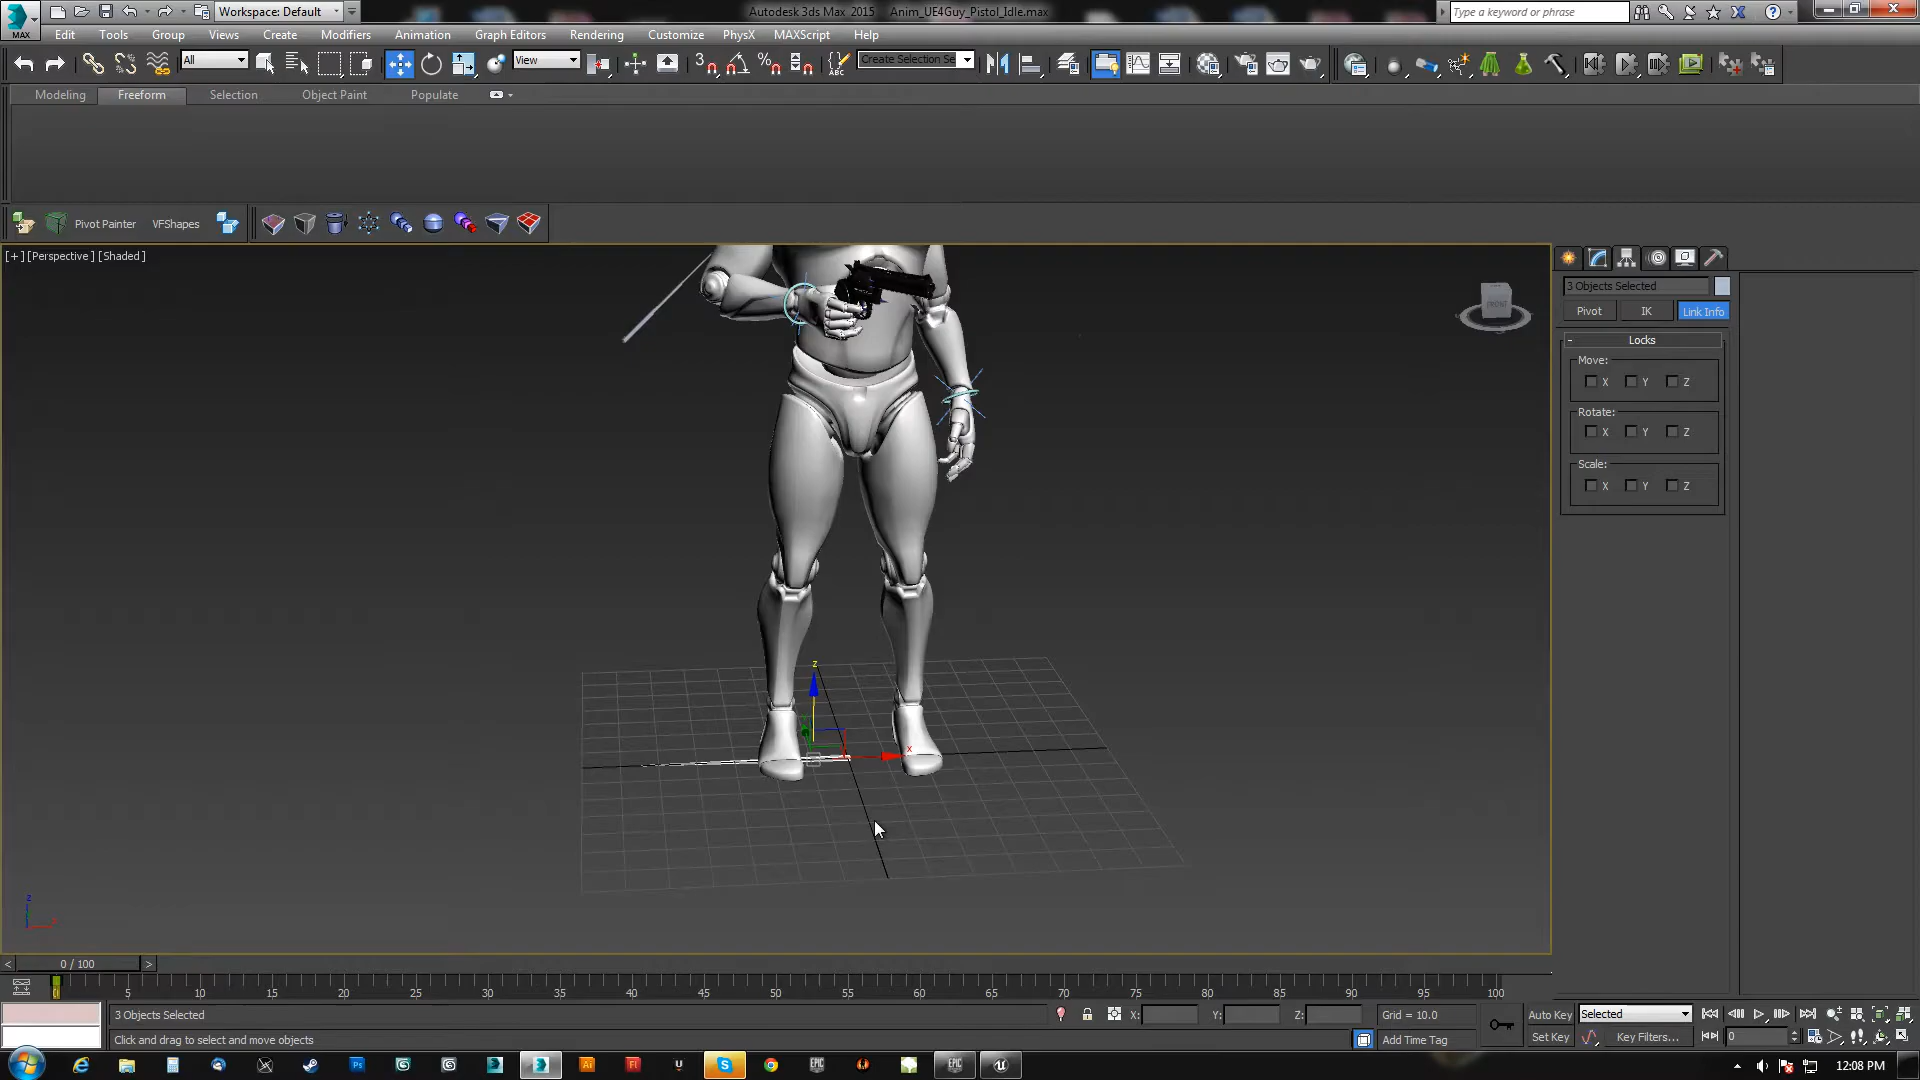 Workspace: Default
Autodesk 3ds Max 2015    Anim_UE4Guy_Pistol_Idle.max
Type a keyword or phrase
MAX
Edit Tools Group Views Create Modifiers Animation Graph Editors Rendering Customize PhysX MAXScript Help
All
View
3
ABC
Create Selection Se
Modeling Freeform Selection Object Paint Populate
Pivot Painter VFShapes
[+] [Perspective] [Shaded]
FRONT
3 Objects Selected
Pivot IK Link Info
- Locks
Move:
X Y Z
Rotate:
X Y Z
Scale:
X Y Z
z
x
z
< 0 / 100 >
5 10 15 20 25 30 35 40 45 50 55 60 65 70 75 80 85 90 95 100
3 Objects Selected
X: Y: Z: Grid = 10.0
Auto Key Selected
Click and drag to select and move objects
Add Time Tag
Set Key Key Filters... 0
12:08 PM